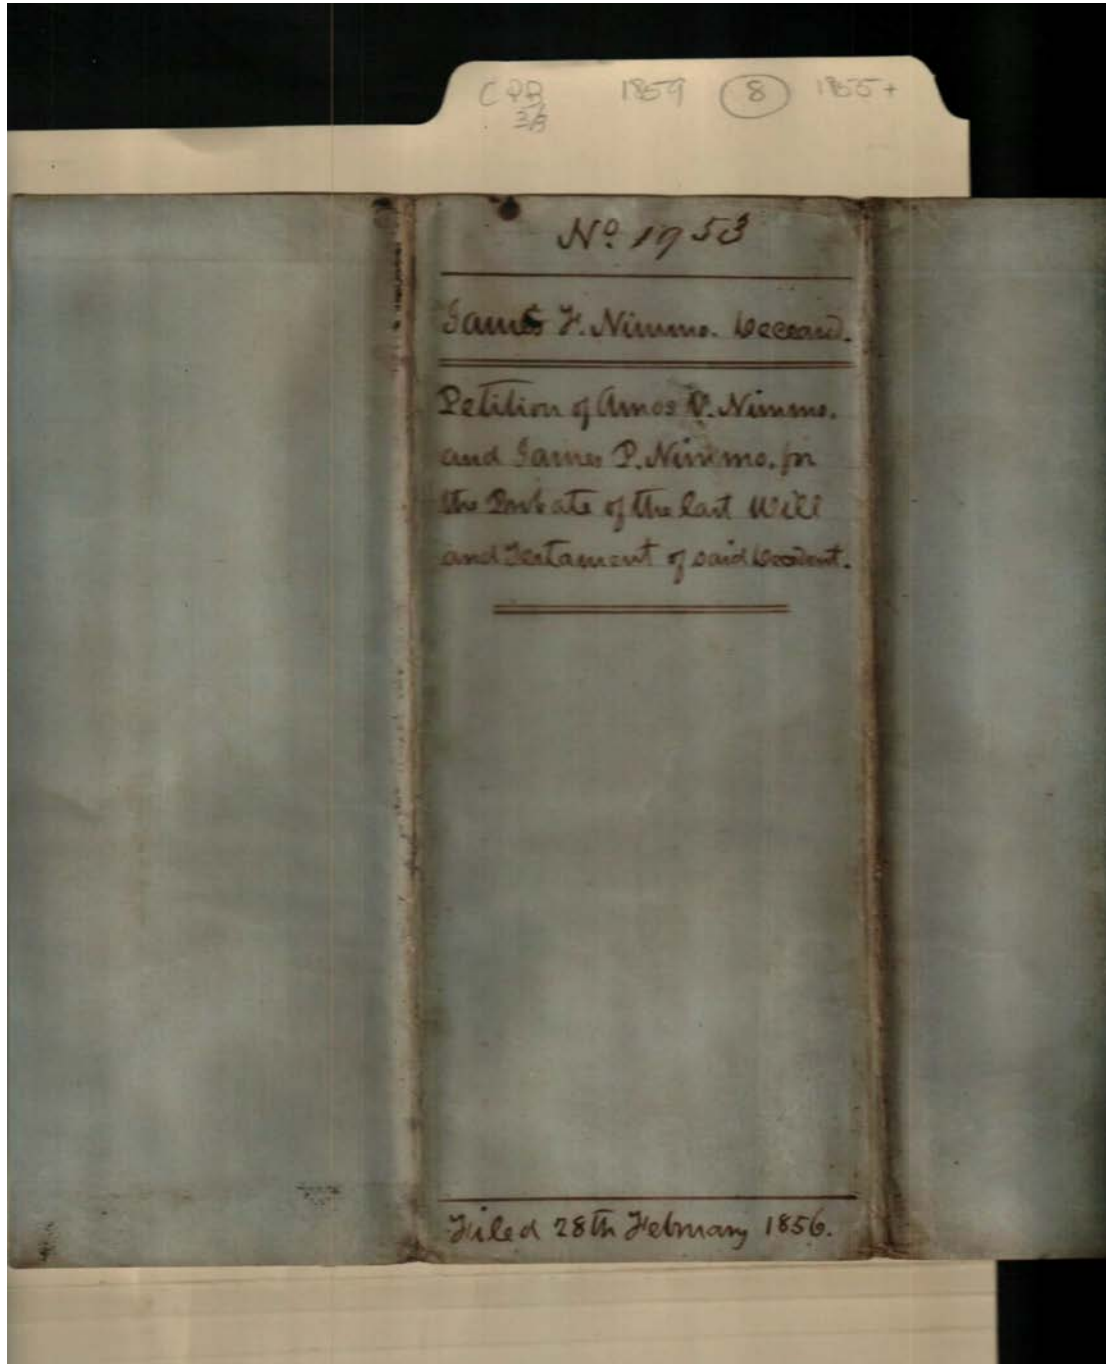 1859 8 1855+
Nº 1953
James F. Nimmo. Deceased.
Petition of Amos Nimmo.
and James P. Nimmo. for
the Probate of the last Will
and Testament of said Decedent.
Filed 28th February 1856.